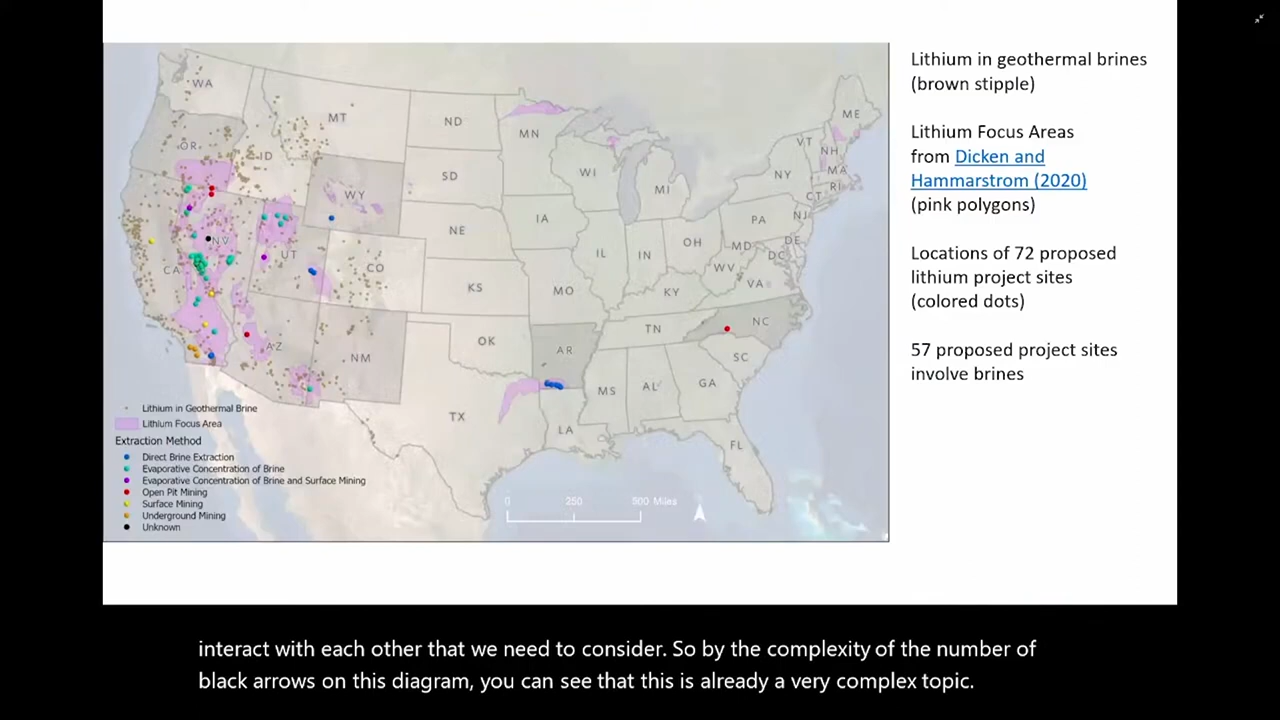 Lithium in geothermal brines
(brown stipple)
Lithium Focus Areas
from Dicken and
Hammarstrom (2020)
(pink polygons)
Locations of 72 proposed
lithium project sites
(colored dots)
57 proposed project sites
involve brines
WA
MT
ND
MN
ME
OR
ID
SD
WI
MI
VT
NH
NY
MA
RI
CT
WY
NE
IA
PA
NJ
NV
UT
CO
IL
IN
OH
MD
DE
DC
CA
KS
MO
WV
VA
KY
AZ
NM
OK
AR
TN
NC
SC
TX
LA
MS
AL
GA
FL
Lithium in Geothermal Brine
Lithium Focus Area
Extraction Method
Direct Brine Extraction
Evaporative Concentration of Brine
Evaporative Concentration of Brine and Surface Mining
Open Pit Mining
Surface Mining
Underground Mining
Unknown
0 250 500 Miles
interact with each other that we need to consider. So by the complexity of the number of
black arrows on this diagram, you can see that this is already a very complex topic.